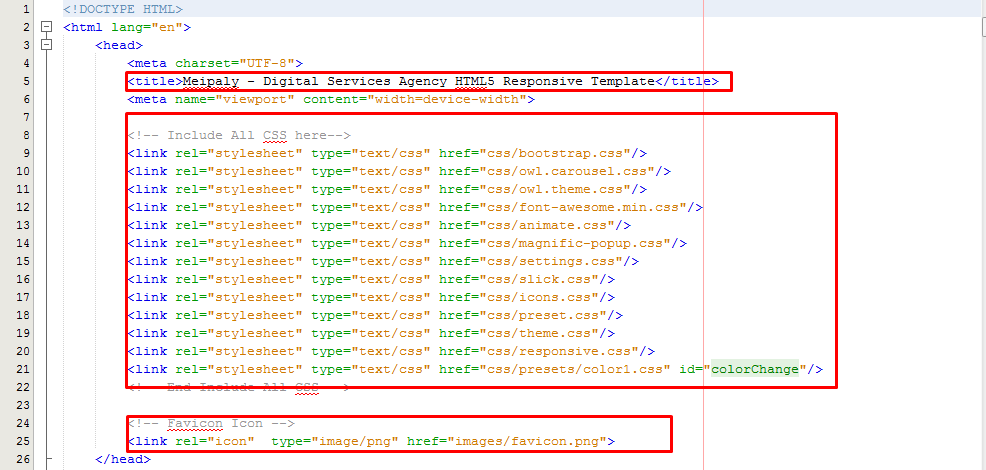 1 <!DOCTYPE HTML>
2 <html lang="en">
3 <head>
4 <meta charset="UTF-8">
5 <title>Meipaly - Digital Services Agency HTML5 Responsive Template</title>
6 <meta name="viewport" content="width=device-width">
7
8 <!-- Include All CSS here-->
9 <link rel="stylesheet" type="text/css" href="css/bootstrap.css"/>
10 <link rel="stylesheet" type="text/css" href="css/owl.carousel.css"/>
11 <link rel="stylesheet" type="text/css" href="css/owl.theme.css"/>
12 <link rel="stylesheet" type="text/css" href="css/font-awesome.min.css"/>
13 <link rel="stylesheet" type="text/css" href="css/animate.css"/>
14 <link rel="stylesheet" type="text/css" href="css/magnific-popup.css"/>
15 <link rel="stylesheet" type="text/css" href="css/settings.css"/>
16 <link rel="stylesheet" type="text/css" href="css/slick.css"/>
17 <link rel="stylesheet" type="text/css" href="css/icons.css"/>
18 <link rel="stylesheet" type="text/css" href="css/preset.css"/>
19 <link rel="stylesheet" type="text/css" href="css/theme.css"/>
20 <link rel="stylesheet" type="text/css" href="css/responsive.css"/>
21 <link rel="stylesheet" type="text/css" href="css/presets/color1.css" id="colorChange"/>
22 <!-- End Include All CSS -->
23
24 <!-- Favicon Icon -->
25 <link rel="icon"  type="image/png" href="images/favicon.png">
26 </head>